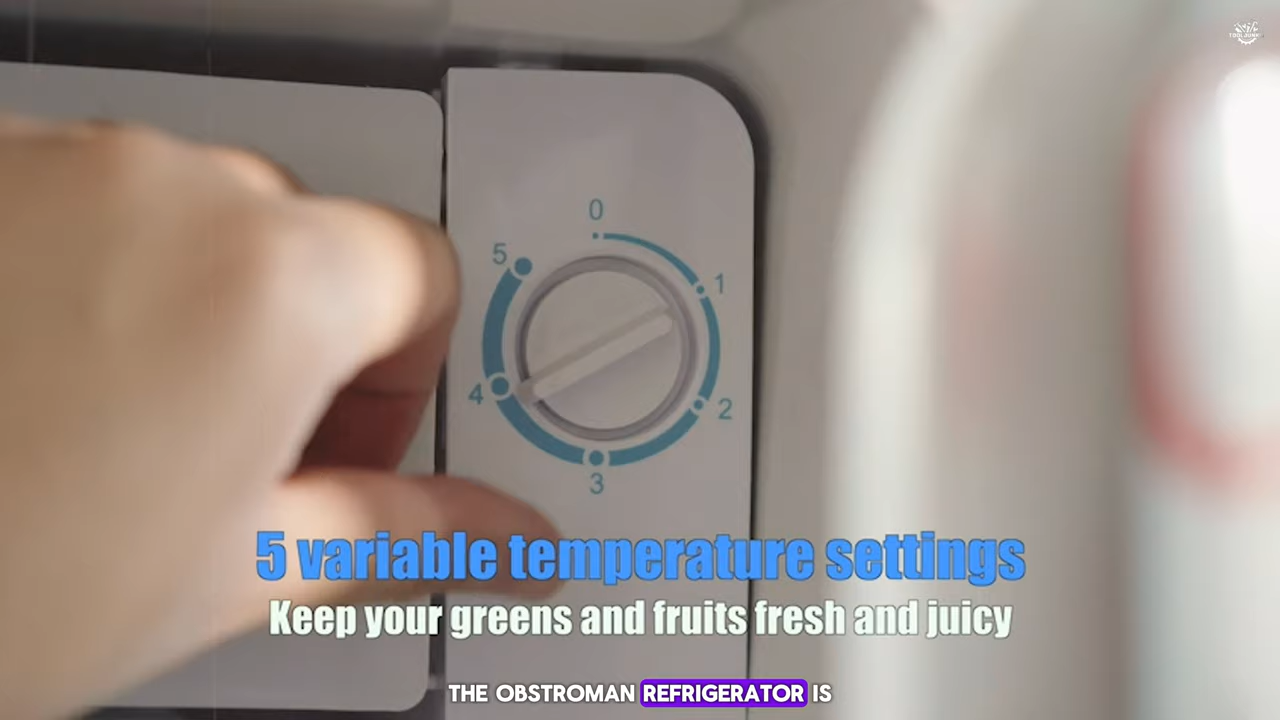 0
5
1
4
2
3
5 variable temperature settings
Keep your greens and fruits fresh and juicy
THE OBSTROMAN REFRIGERATOR IS